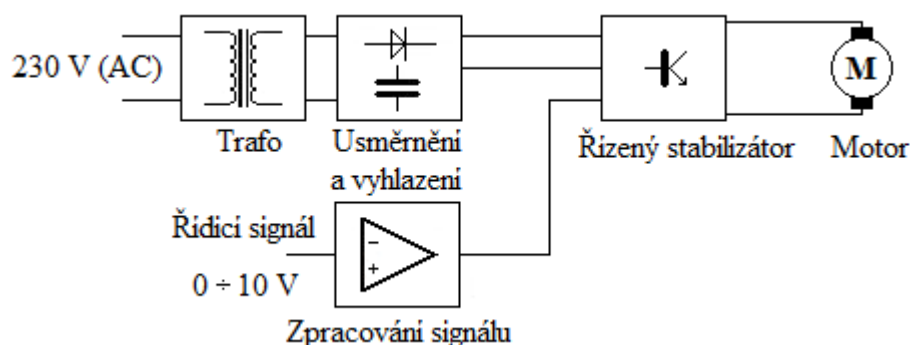 230 V (AC)
Trafo
Usměrnění
a vyhlazení
Řízený stabilizátor
M
Motor
Řídicí signál
0 ÷ 10 V
-
+
Zpracování signálu